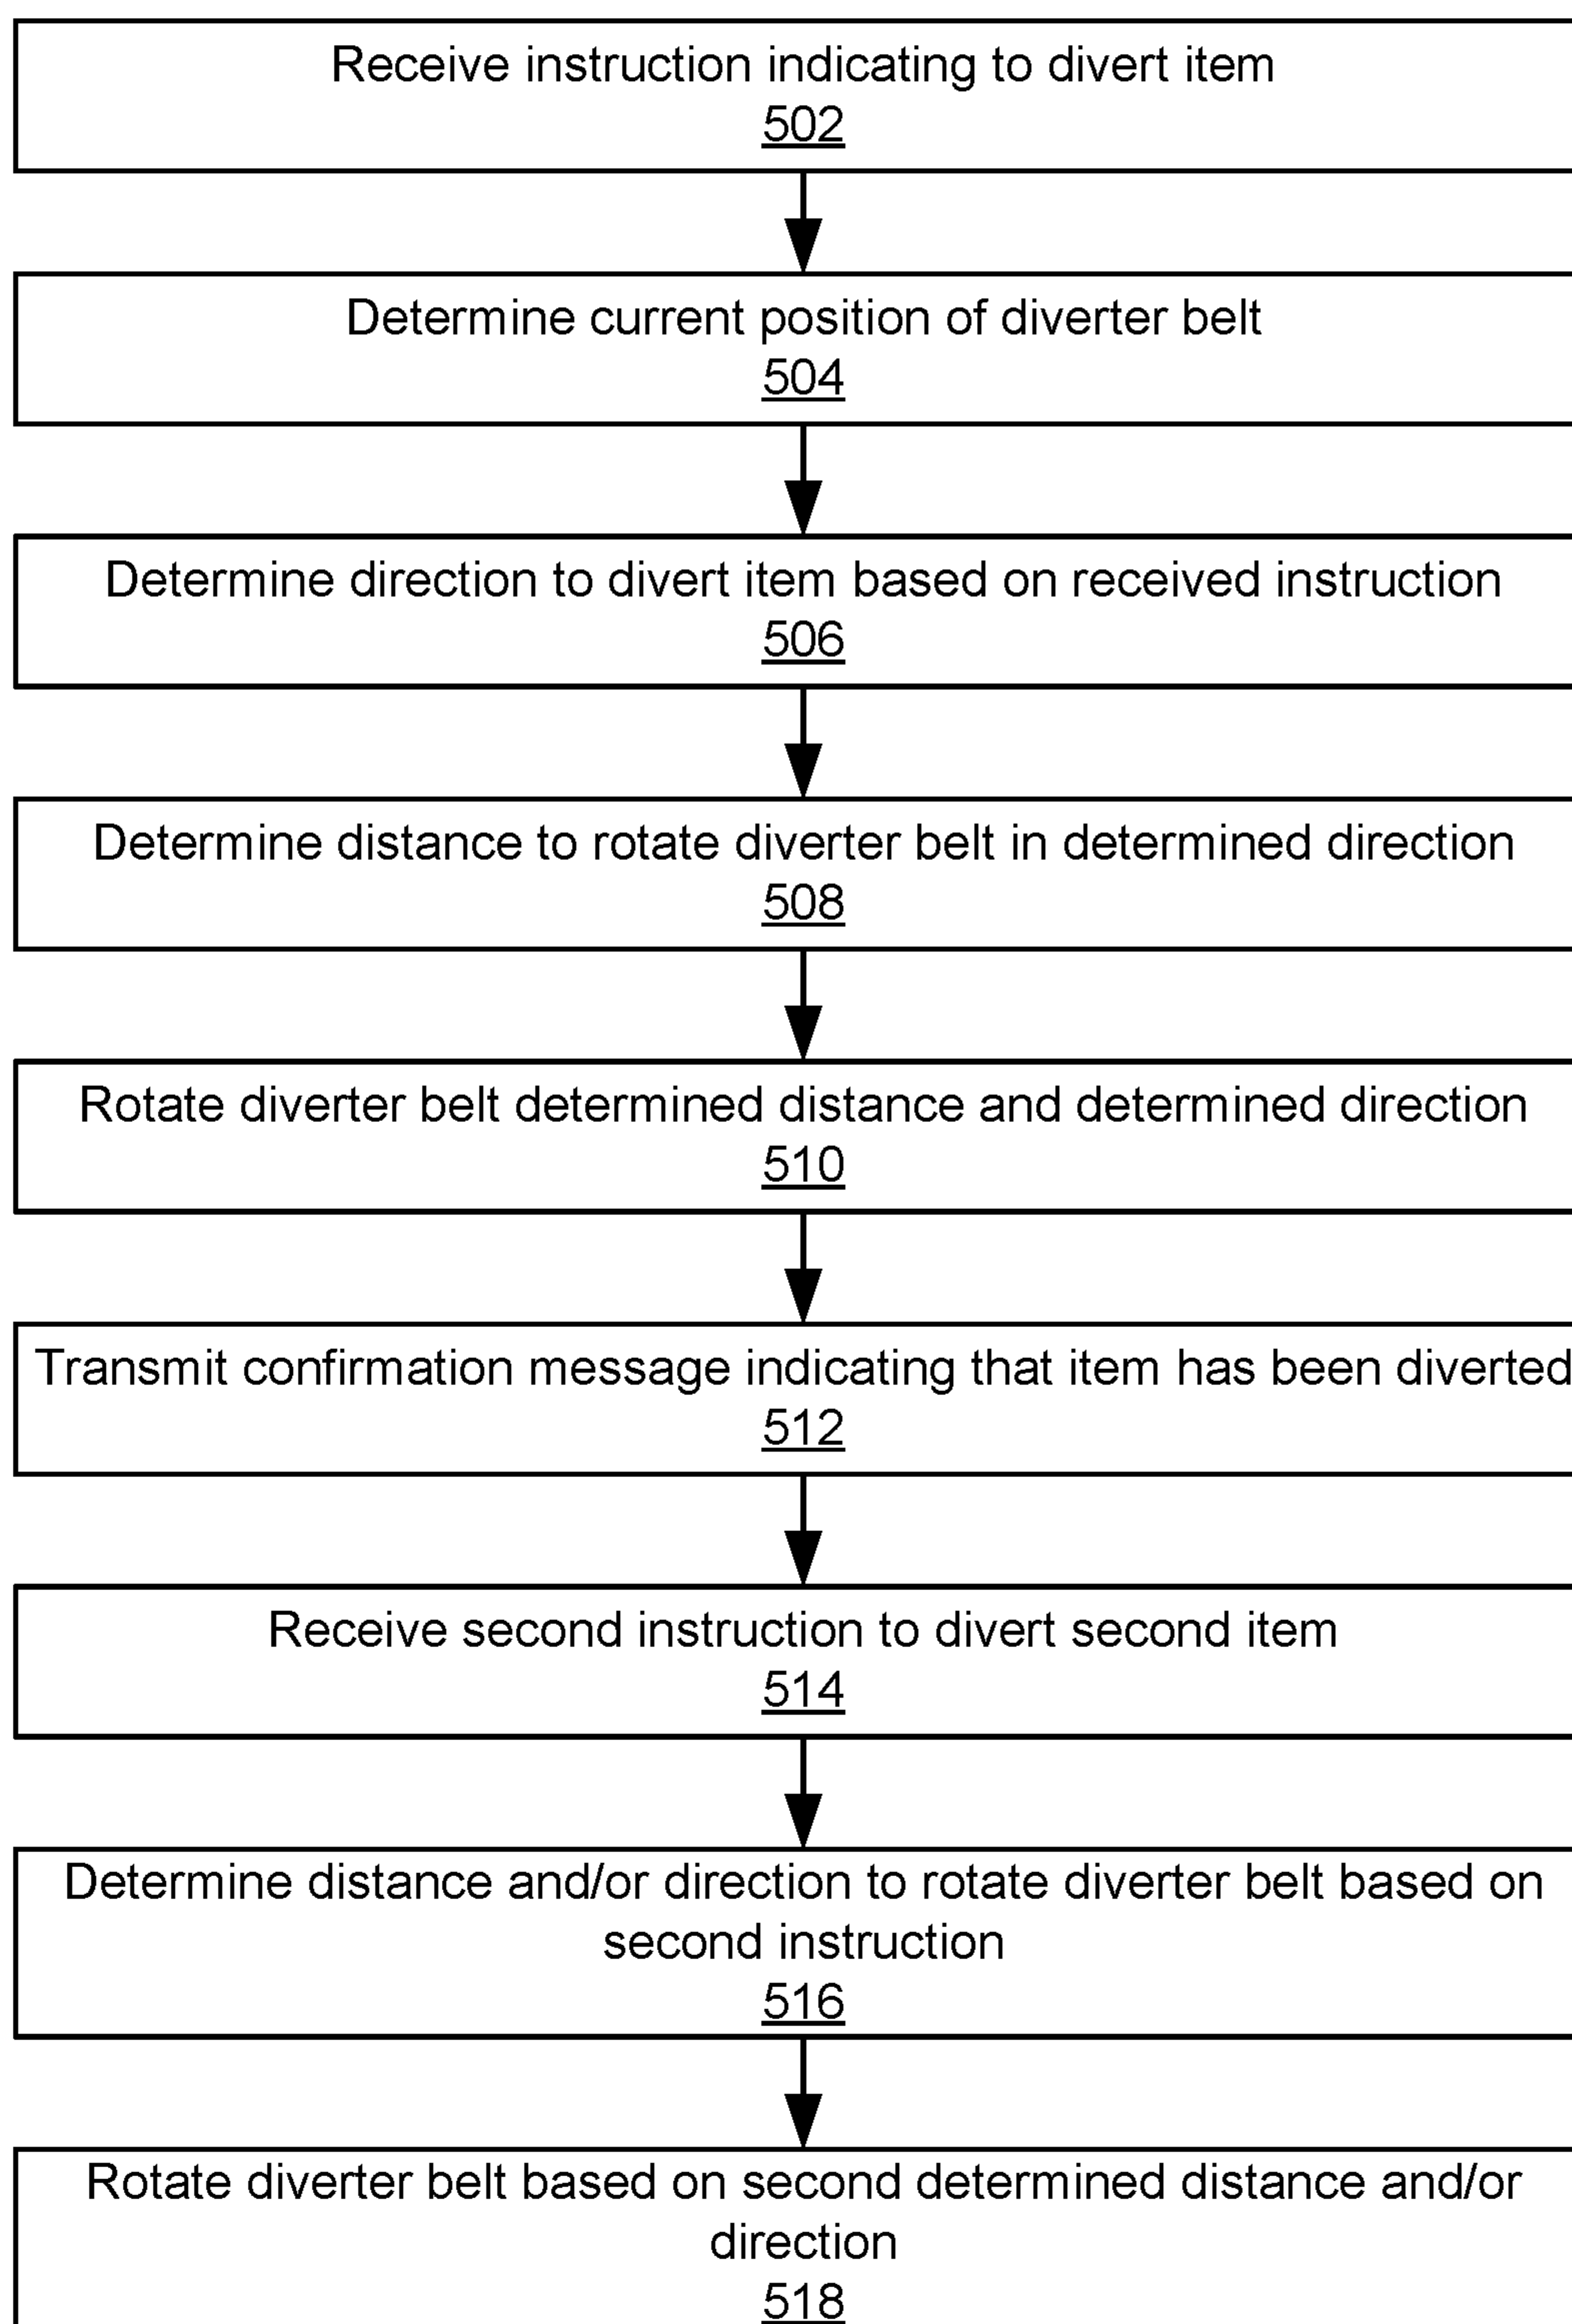 Receive instruction indicating to divert item
502
Determine current position of diverter belt
504
Determine direction to divert item based on received instruction
506
Determine distance to rotate diverter belt in determined direction
508
Rotate diverter belt determined distance and determined direction
510
Transmit confirmation message indicating that item has been diverted
512
Receive second instruction to divert second item
514
Determine distance and/or direction to rotate diverter belt based on
second instruction
516
Rotate diverter belt based on second determined distance and/or
direction
518